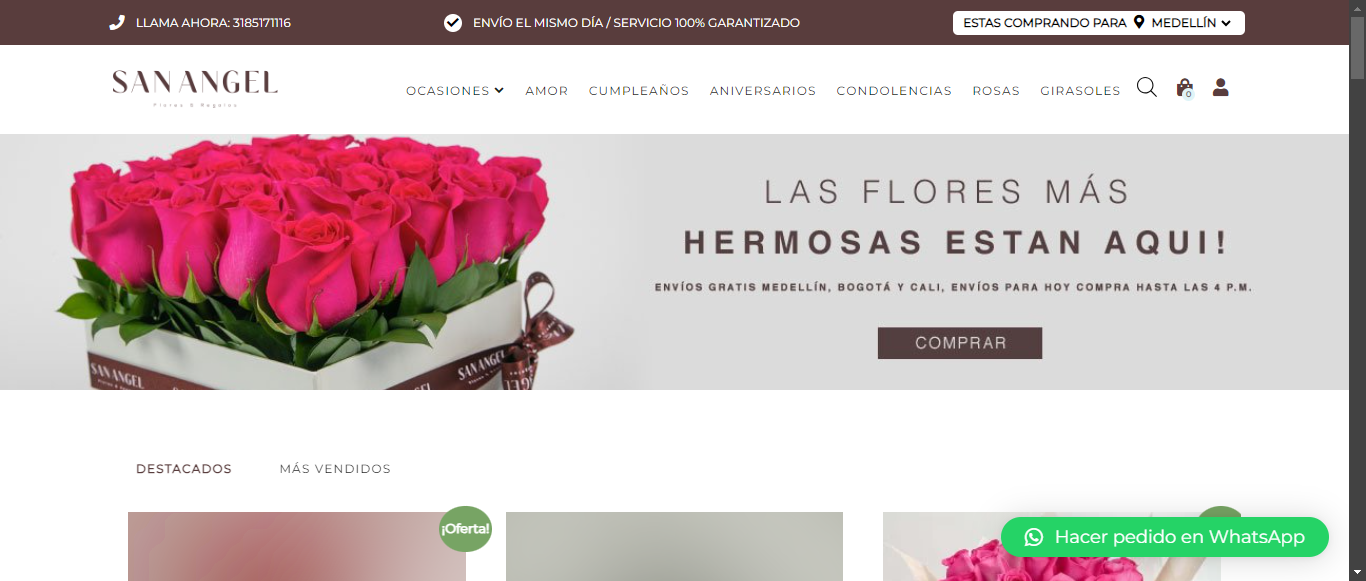 LLAMA AHORA: 3185171116
ENVÍO EL MISMO DÍA / SERVICIO 100% GARANTIZADO
ESTAS COMPRANDO PARA MEDELLÍN
SAN ANGEL
Flores & Regalos
OCASIONES AMOR CUMPLEAÑOS ANIVERSARIOS CONDOLENCIAS ROSAS GIRASOLES
0
LAS FLORES MÁS
HERMOSAS ESTAN AQUI!
ENVÍOS GRATIS MEDELLÍN, BOGOTÁ Y CALI, ENVÍOS PARA HOY COMPRA HASTA LAS 4 P.M.
COMPRAR
SAN ANGEL
SAN ANGEL
DESTACADOS MÁS VENDIDOS
¡Oferta!
Hacer pedido en WhatsApp